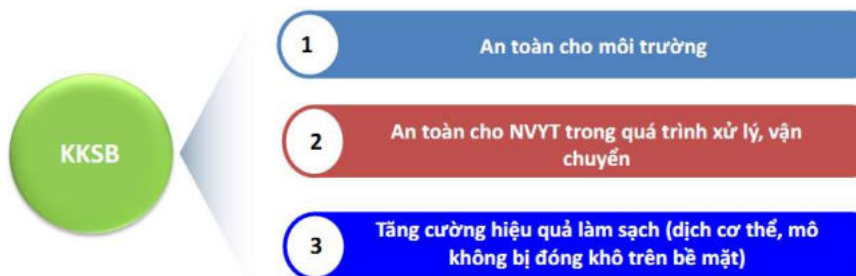 KKSB
1
An toàn cho môi trường
2
An toàn cho NVYT trong quá trình xử lý, vận
chuyển
3
Tăng cường hiệu quả làm sạch (dịch cơ thể, mô
không bị đóng khô trên bề mặt)